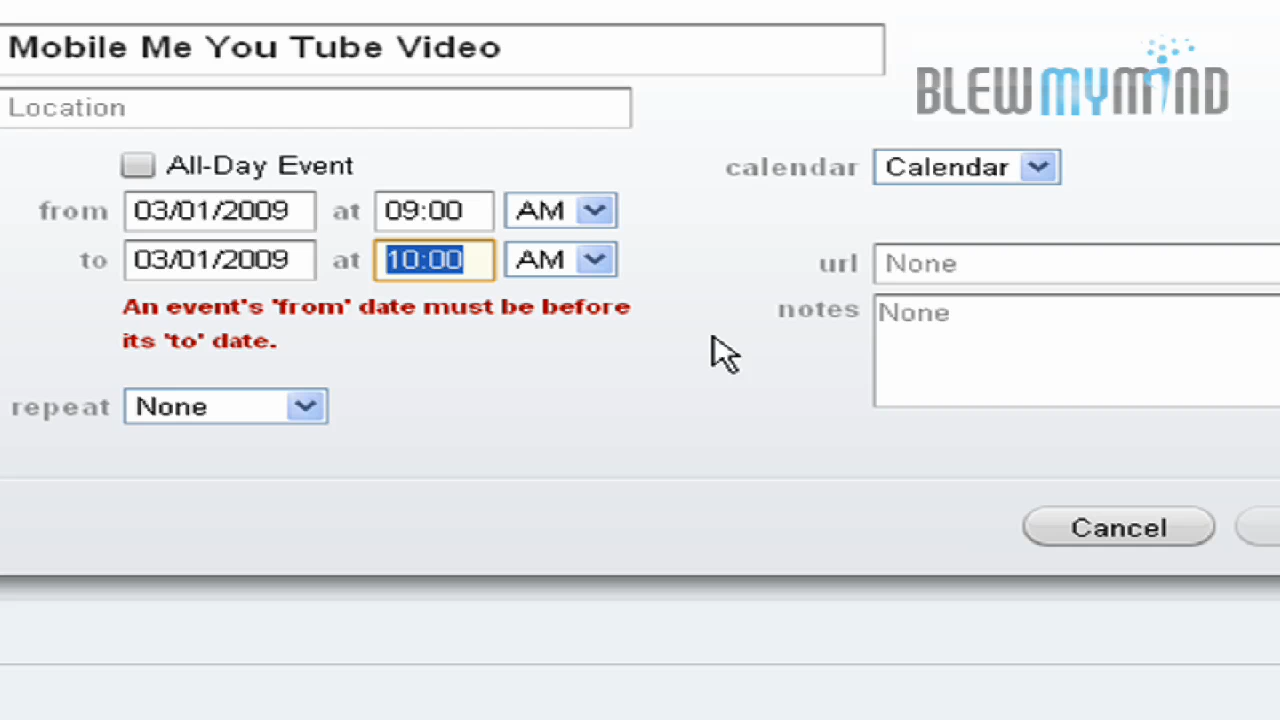 Mobile Me You Tube Video
BLEWMYMIND
Location
All-Day Event
calendar Calendar
from 03/01/2009 at 09:00 AM
to 03/01/2009 at 10:00 AM
url None
An event's 'from' date must be before
its 'to' date.
notes None
repeat None
Cancel